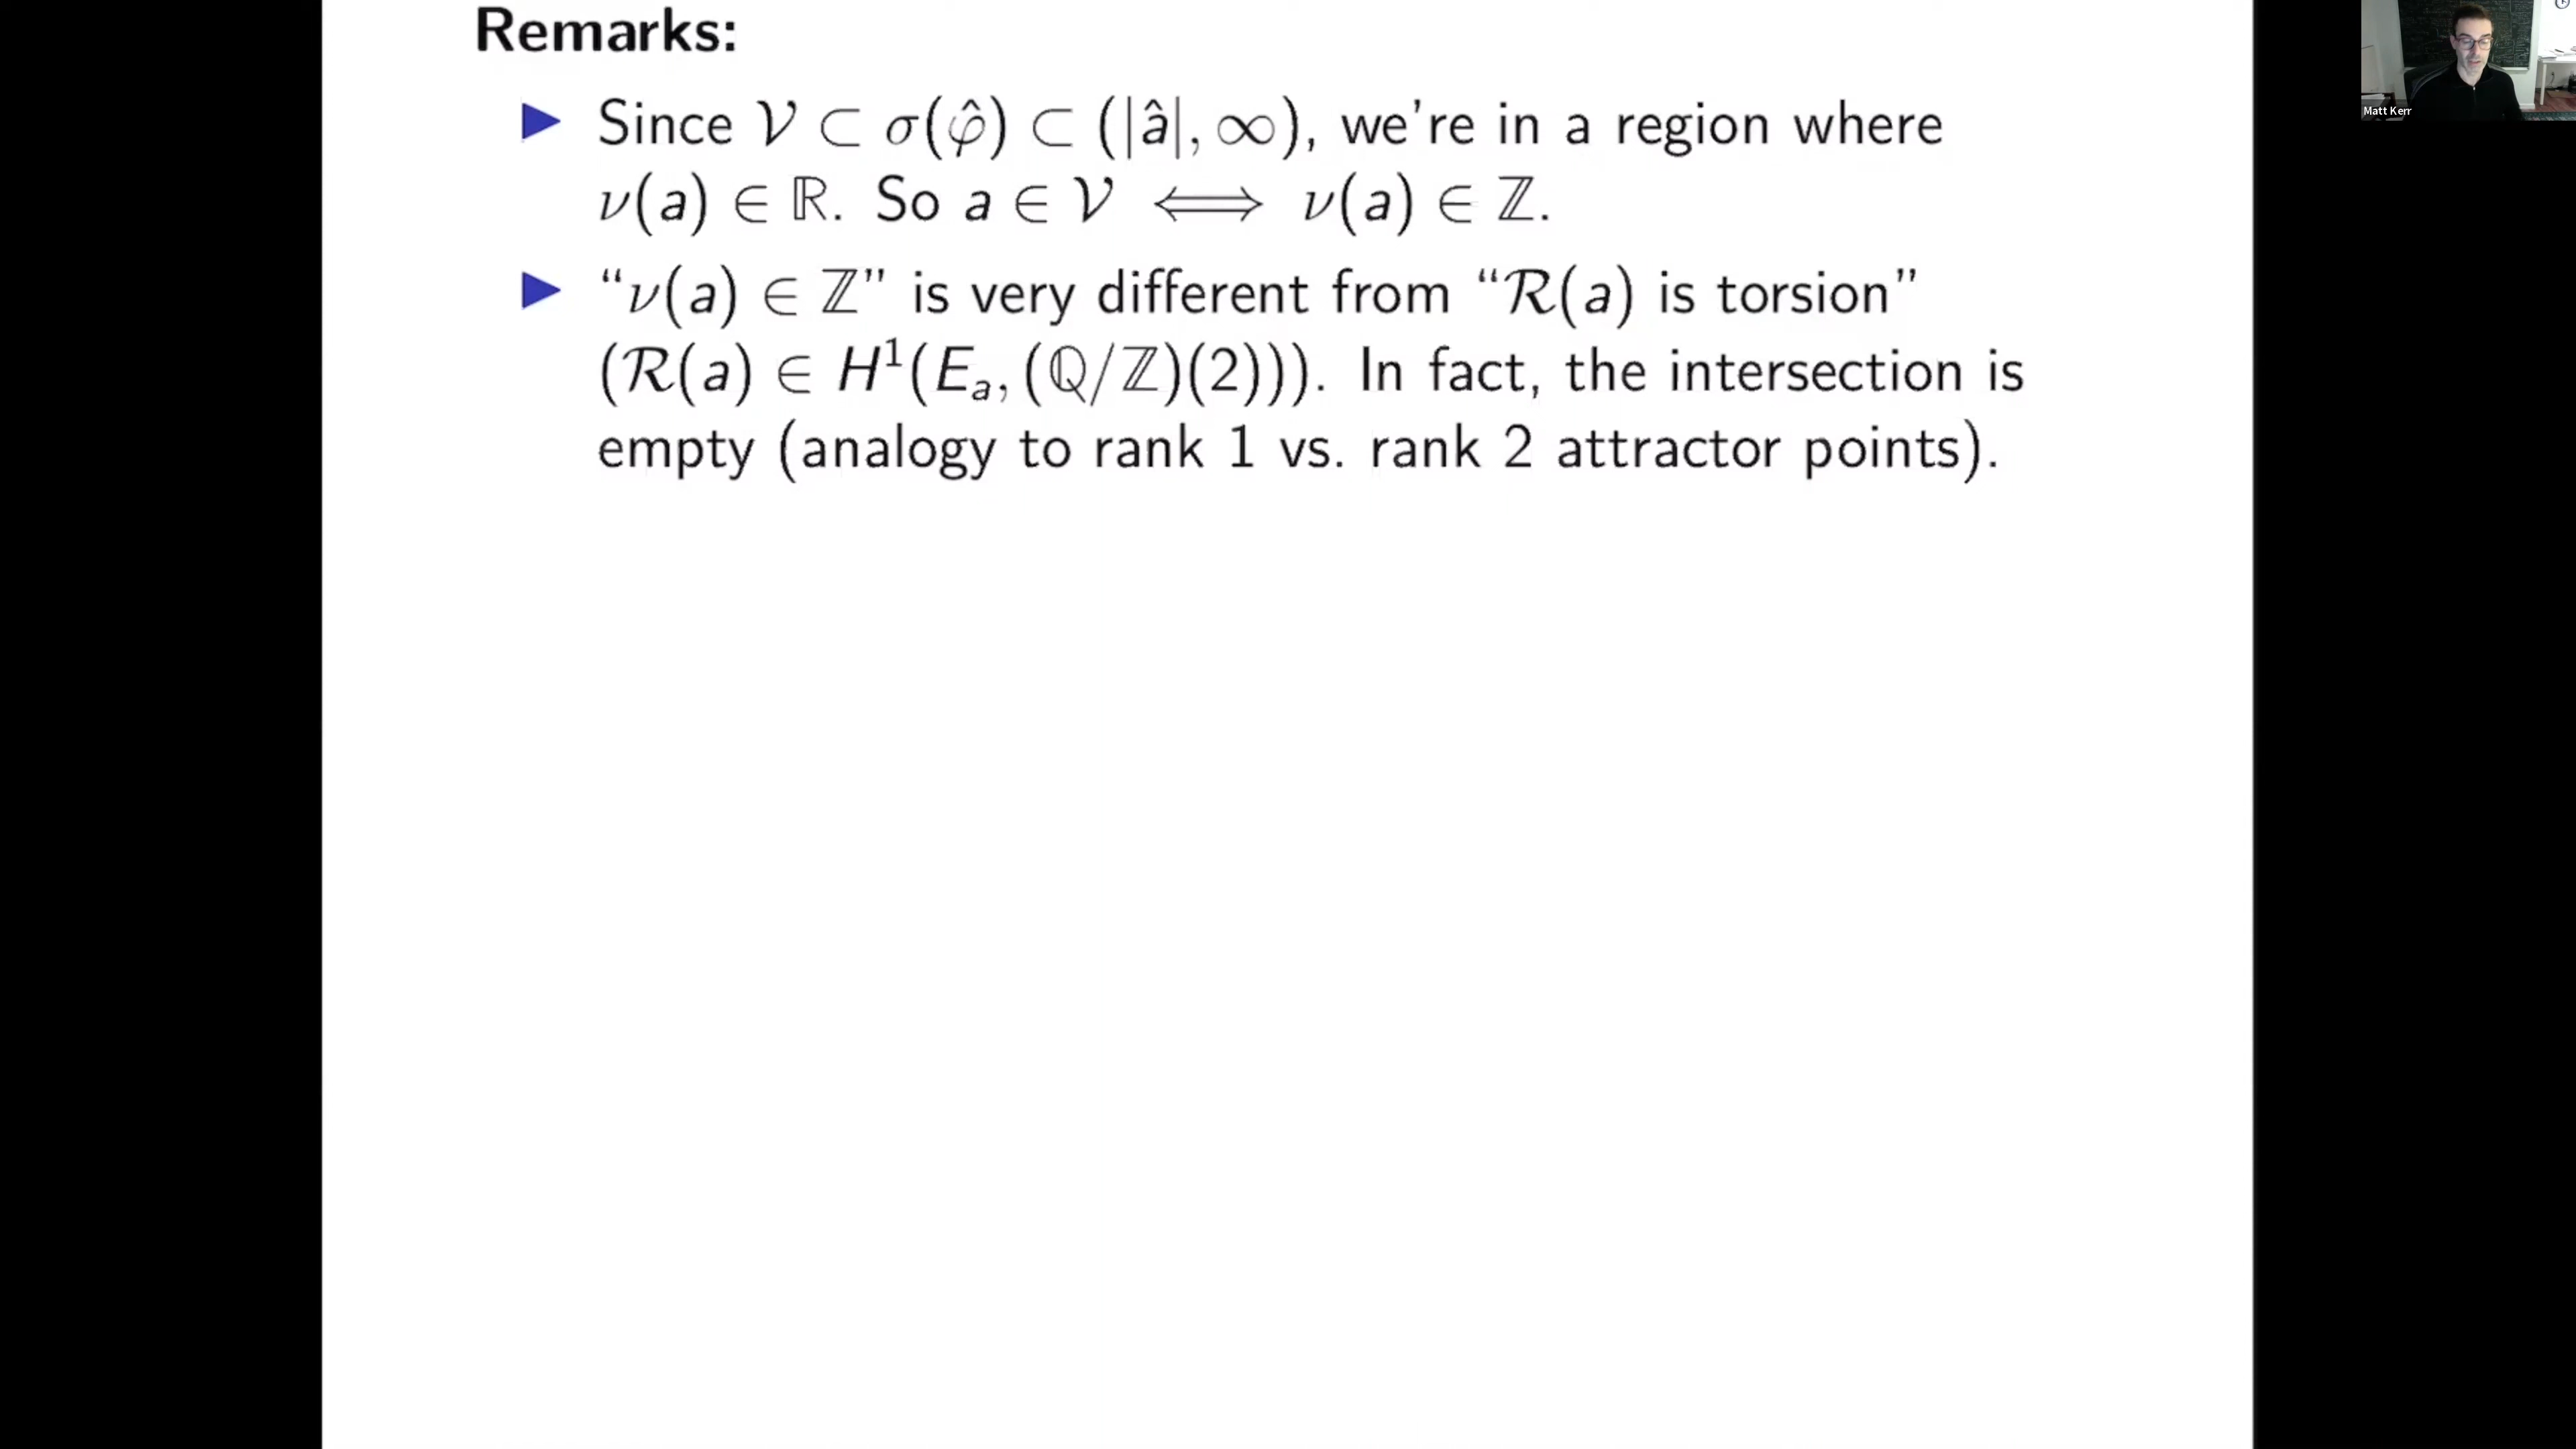 Remarks:
▶ Since 𝒱 ⊂ σ(φ̂) ⊂ (|â|, ∞), we're in a region where
ν(a) ∈ ℝ. So a ∈ 𝒱 ⟺ ν(a) ∈ ℤ.
▶ “ν(a) ∈ ℤ” is very different from “ℛ(a) is torsion”
(ℛ(a) ∈ H¹(Eₐ, (ℚ/ℤ)(2))). In fact, the intersection is
empty (analogy to rank 1 vs. rank 2 attractor points).
Matt Kerr